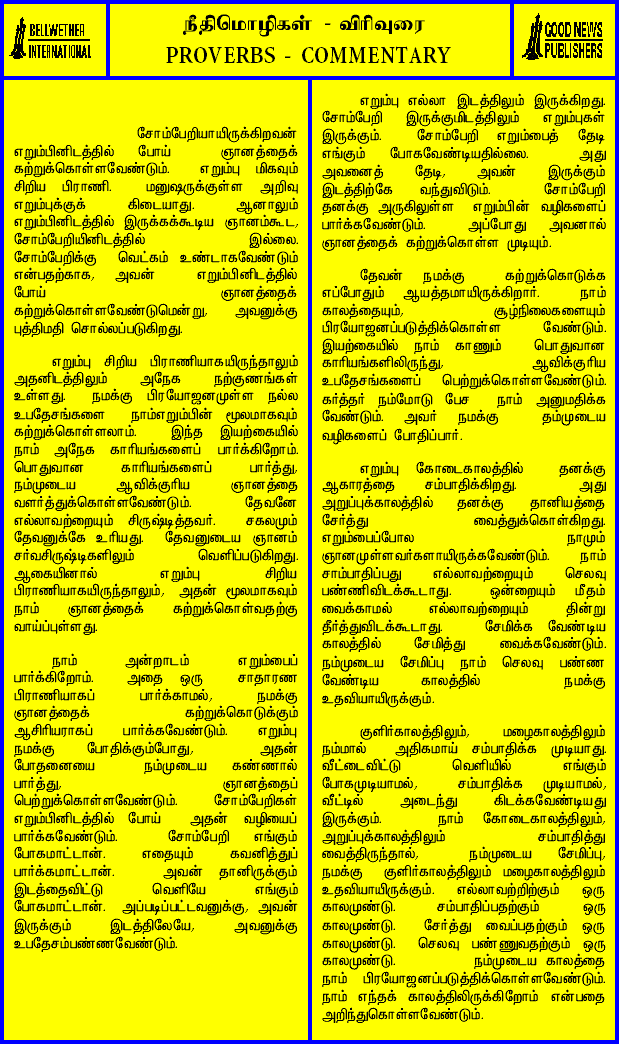 BELLWETHER
INTERNATIONAL
நீதிமொழிகள் - விரிவுரை
PROVERBS - COMMENTARY
GOOD NEWS
PUBLISHERS
சோம்பேறியாயிருக்கிறவன்
எறும்பினிடத்தில் போய் ஞானத்தைக்
கற்றுக்கொள்ளவேண்டும். எறும்பு மிகவும்
சிறிய பிராணி. மனுஷருக்குள்ள அறிவு
எறும்புக்குக் கிடையாது. ஆனாலும்
எறும்பினிடத்தில் இருக்கக்கூடிய ஞானம்கூட,
சோம்பேறியினிடத்தில் இல்லை.
சோம்பேறிக்கு வெட்கம் உண்டாகவேண்டும்
என்பதற்காக, அவன் எறும்பினிடத்தில்
போய் ஞானத்தைக்
கற்றுக்கொள்ளவேண்டுமென்று, அவனுக்கு
புத்திமதி சொல்லப்படுகிறது.
எறும்பு சிறிய பிராணியாகயிருந்தாலும்
அதனிடத்திலும் அநேக நற்குணங்கள்
உள்ளது. நமக்கு பிரயோஜனமுள்ள நல்ல
உபதேசங்களை நாம்எறும்பின் மூலமாகவும்
கற்றுக்கொள்ளலாம். இந்த இயற்கையில்
நாம் அநேக காரியங்களைப் பார்க்கிறோம்.
பொதுவான காரியங்களைப் பார்த்து,
நம்முடைய ஆவிக்குரிய ஞானத்தை
வளர்த்துக்கொள்ளவேண்டும். தேவனே
எல்லாவற்றையும் சிருஷ்டித்தவர். சகலமும்
தேவனுக்கே உரியது. தேவனுடைய ஞானம்
சர்வசிருஷ்டிகளிலும் வெளிப்படுகிறது.
ஆகையினால் எறும்பு சிறிய
பிராணியாகயிருந்தாலும், அதன் மூலமாகவும்
நாம் ஞானத்தைக் கற்றுக்கொள்வதற்கு
வாய்ப்புள்ளது.
நாம் அன்றாடம் எறும்பைப்
பார்க்கிறோம். அதை ஒரு சாதாரண
பிராணியாகப் பார்க்காமல், நமக்கு
ஞானத்தைக் கற்றுக்கொடுக்கும்
ஆசிரியராகப் பார்க்கவேண்டும். எறும்பு
நமக்கு போதிக்கும்போது, அதன்
போதனையை நம்முடைய கண்ணால்
பார்த்து, ஞானத்தைப்
பெற்றுக்கொள்ளவேண்டும். சோம்பேறிகள்
எறும்பினிடத்தில் போய் அதன் வழியைப்
பார்க்கவேண்டும். சோம்பேறி எங்கும்
போகமாட்டான். எதையும் கவனித்துப்
பார்க்கமாட்டான். அவன் தானிருக்கும்
இடத்தைவிட்டு வெளியே எங்கும்
போகமாட்டான். அப்படிப்பட்டவனுக்கு, அவன்
இருக்கும் இடத்திலேயே, அவனுக்கு
உபதேசம்பண்ணவேண்டும்.
எறும்பு எல்லா இடத்திலும் இருக்கிறது.
சோம்பேறி இருக்குமிடத்திலும் எறும்புகள்
இருக்கும். சோம்பேறி எறும்பைத் தேடி
எங்கும் போகவேண்டியதில்லை. அது
அவனைத் தேடி, அவன் இருக்கும்
இடத்திற்கே வந்துவிடும். சோம்பேறி
தனக்கு அருகிலுள்ள எறும்பின் வழிகளைப்
பார்க்கவேண்டும். அப்போது அவனால்
ஞானத்தைக் கற்றுக்கொள்ள முடியும்.
தேவன் நமக்கு கற்றுக்கொடுக்க
எப்போதும் ஆயத்தமாயிருக்கிறார். நாம்
காலத்தையும், சூழ்நிலைகளையும்
பிரயோஜனப்படுத்திக்கொள்ள வேண்டும்.
இயற்கையில் நாம் காணும் பொதுவான
காரியங்களிலிருந்து, ஆவிக்குரிய
உபதேசங்களைப் பெற்றுக்கொள்ளவேண்டும்.
கர்த்தர் நம்மோடு பேச நாம் அனுமதிக்க
வேண்டும். அவர் நமக்கு தம்முடைய
வழிகளைப் போதிப்பார்.
எறும்பு கோடைகாலத்தில் தனக்கு
ஆகாரத்தை சம்பாதிக்கிறது. அது
அறுப்புக்காலத்தில் தனக்கு தானியத்தை
சேர்த்து வைத்துக்கொள்கிறது.
எறும்பைப்போல நாமும்
ஞானமுள்ளவர்களாயிருக்கவேண்டும். நாம்
சாம்பாதிப்பது எல்லாவற்றையும் செலவு
பண்ணிவிடக்கூடாது. ஒன்றையும் மீதம்
வைக்காமல் எல்லாவற்றையும் தின்று
தீர்த்துவிடக்கூடாது. சேமிக்க வேண்டிய
காலத்தில் சேமித்து வைக்கவேண்டும்.
நம்முடைய சேமிப்பு நாம் செலவு பண்ண
வேண்டிய காலத்தில் நமக்கு
உதவியாயிருக்கும்.
குளிர்காலத்திலும், மழைகாலத்திலும்
நம்மால் அதிகமாய் சம்பாதிக்க முடியாது.
வீட்டைவிட்டு வெளியில் எங்கும்
போகமுடியாமல், சம்பாதிக்க முடியாமல்,
வீட்டில் அடைந்து கிடக்கவேண்டியது
இருக்கும். நாம் கோடைகாலத்திலும்,
அறுப்புக்காலத்திலும் சம்பாதித்து
வைத்திருந்தால், நம்முடைய சேமிப்பு,
நமக்கு குளிர்காலத்திலும் மழைகாலத்திலும்
உதவியாயிருக்கும். எல்லாவற்றிற்கும் ஒரு
காலமுண்டு. சம்பாதிப்பதற்கும் ஒரு
காலமுண்டு. சேர்த்து வைப்பதற்கும் ஒரு
காலமுண்டு. செலவு பண்ணுவதற்கும் ஒரு
காலமுண்டு. நம்முடைய காலத்தை
நாம் பிரயோஜனப்படுத்திக்கொள்ளவேண்டும்.
நாம் எந்தக் காலத்திலிருக்கிறோம் என்பதை
அறிந்துகொள்ளவேண்டும்.